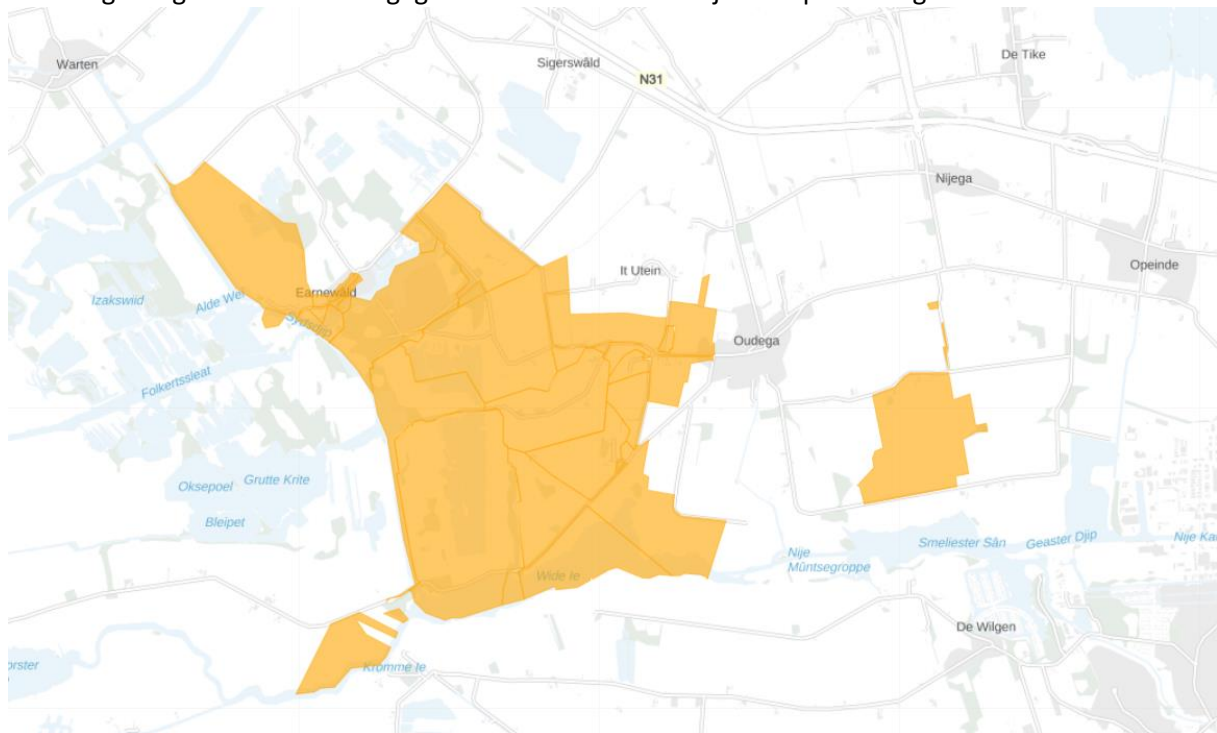 De Tike
Warten
Sigerswâld
N31
Nijega
Opeinde
It Utein
Earnewâld
Izakswiid
Alde Wei
Sydsdjip
Oudega
Folkertssleat
Oksepoel
Grutte Krite
Bleipet
Smeliester Sân
Geaster Djip
Nije Ka
Nije
Müntsegroppe
Wide Ie
De Wilgen
orster
Kromme Ie